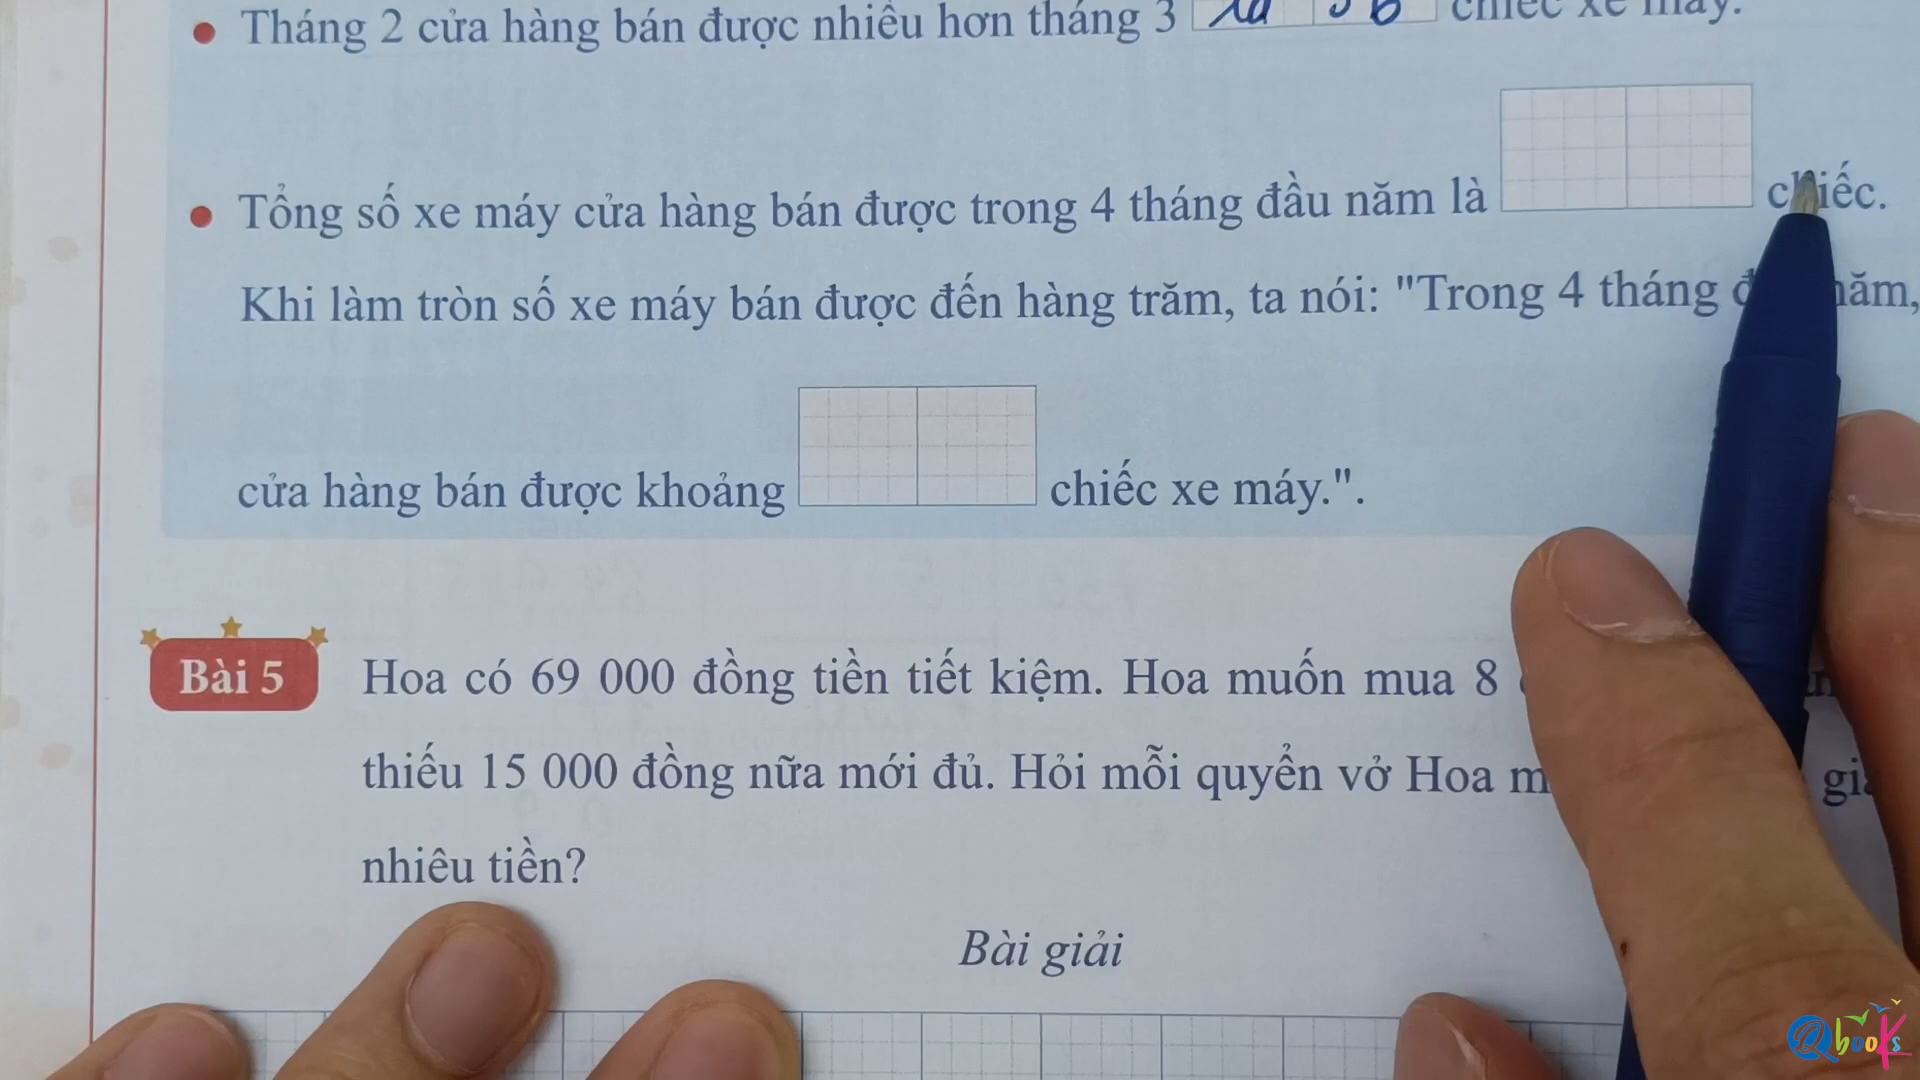 Tháng 2 cửa hàng bán được nhiều hơn tháng 3 chiếc xe máy.
Tổng số xe máy cửa hàng bán được trong 4 tháng đầu năm là chiếc.
Khi làm tròn số xe máy bán được đến hàng trăm, ta nói: "Trong 4 tháng năm,
cửa hàng bán được khoảng chiếc xe máy.".
Bài 5 Hoa có 69 000 đồng tiền tiết kiệm. Hoa muốn mua 8
thiếu 15 000 đồng nữa mới đủ. Hỏi mỗi quyển vở Hoa
nhiêu tiền?
Bài giải
Qbooks